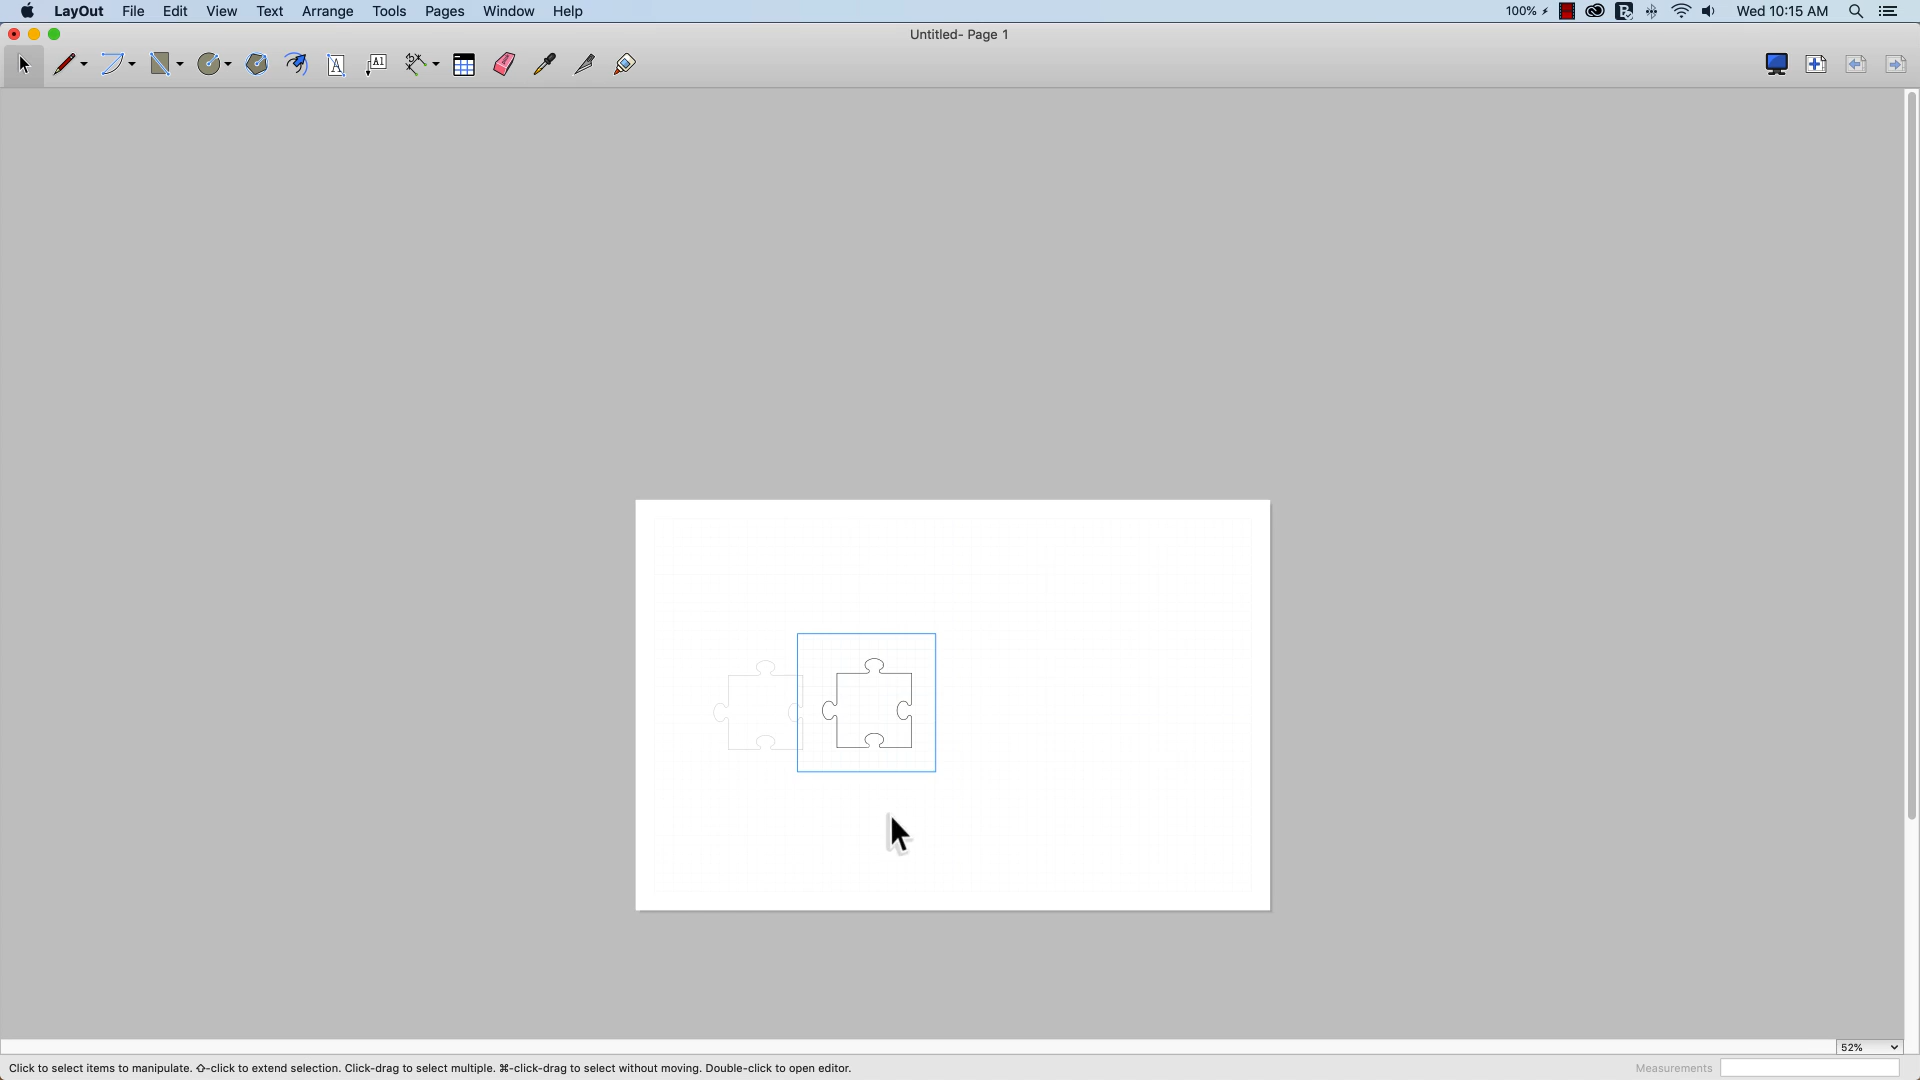 LayOut File Edit View Text Arrange Tools Pages Window Help 100% Wed 10:15 AM
Untitled- Page 1
A A1
52%
Click to select items to manipulate. ⇧-click to extend selection. Click-drag to select multiple. ⌘-click-drag to select without moving. Double-click to open editor. Measurements